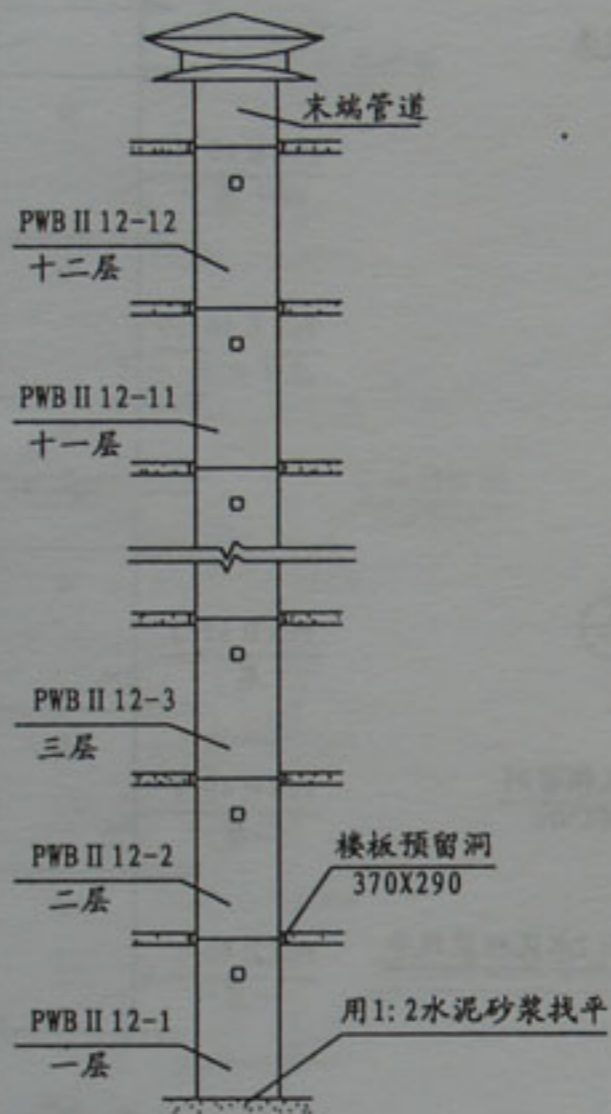 末端管道
PWB II 12-12
十二层
PWB II 12-11
十一层
PWB II 12-3
三层
楼板预留洞
370X290
PWB II 12-2
二层
用1:2水泥砂浆找平
PWB II 12-1
一层